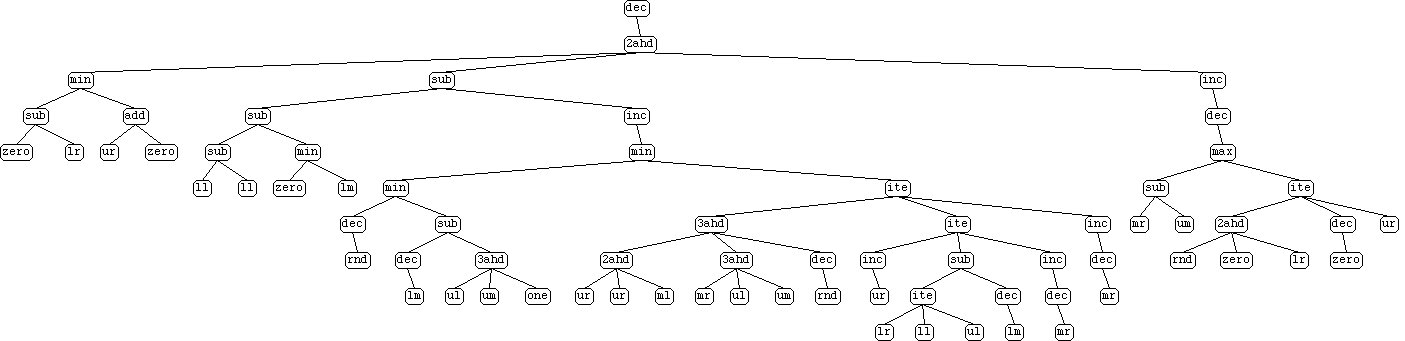 dec
2ahd
min sub inc
sub add sub inc dec
zero lr ur zero sub min min max
ll ll zero lm min ite sub ite
dec sub 3ahd ite inc mr um 2ahd dec ur
rnd dec 3ahd 2ahd 3ahd dec inc sub inc dec rnd zero lr zero
lm ul um one ur ur ml mr ul um rnd ur ite dec dec mr
lr ll ul lm mr